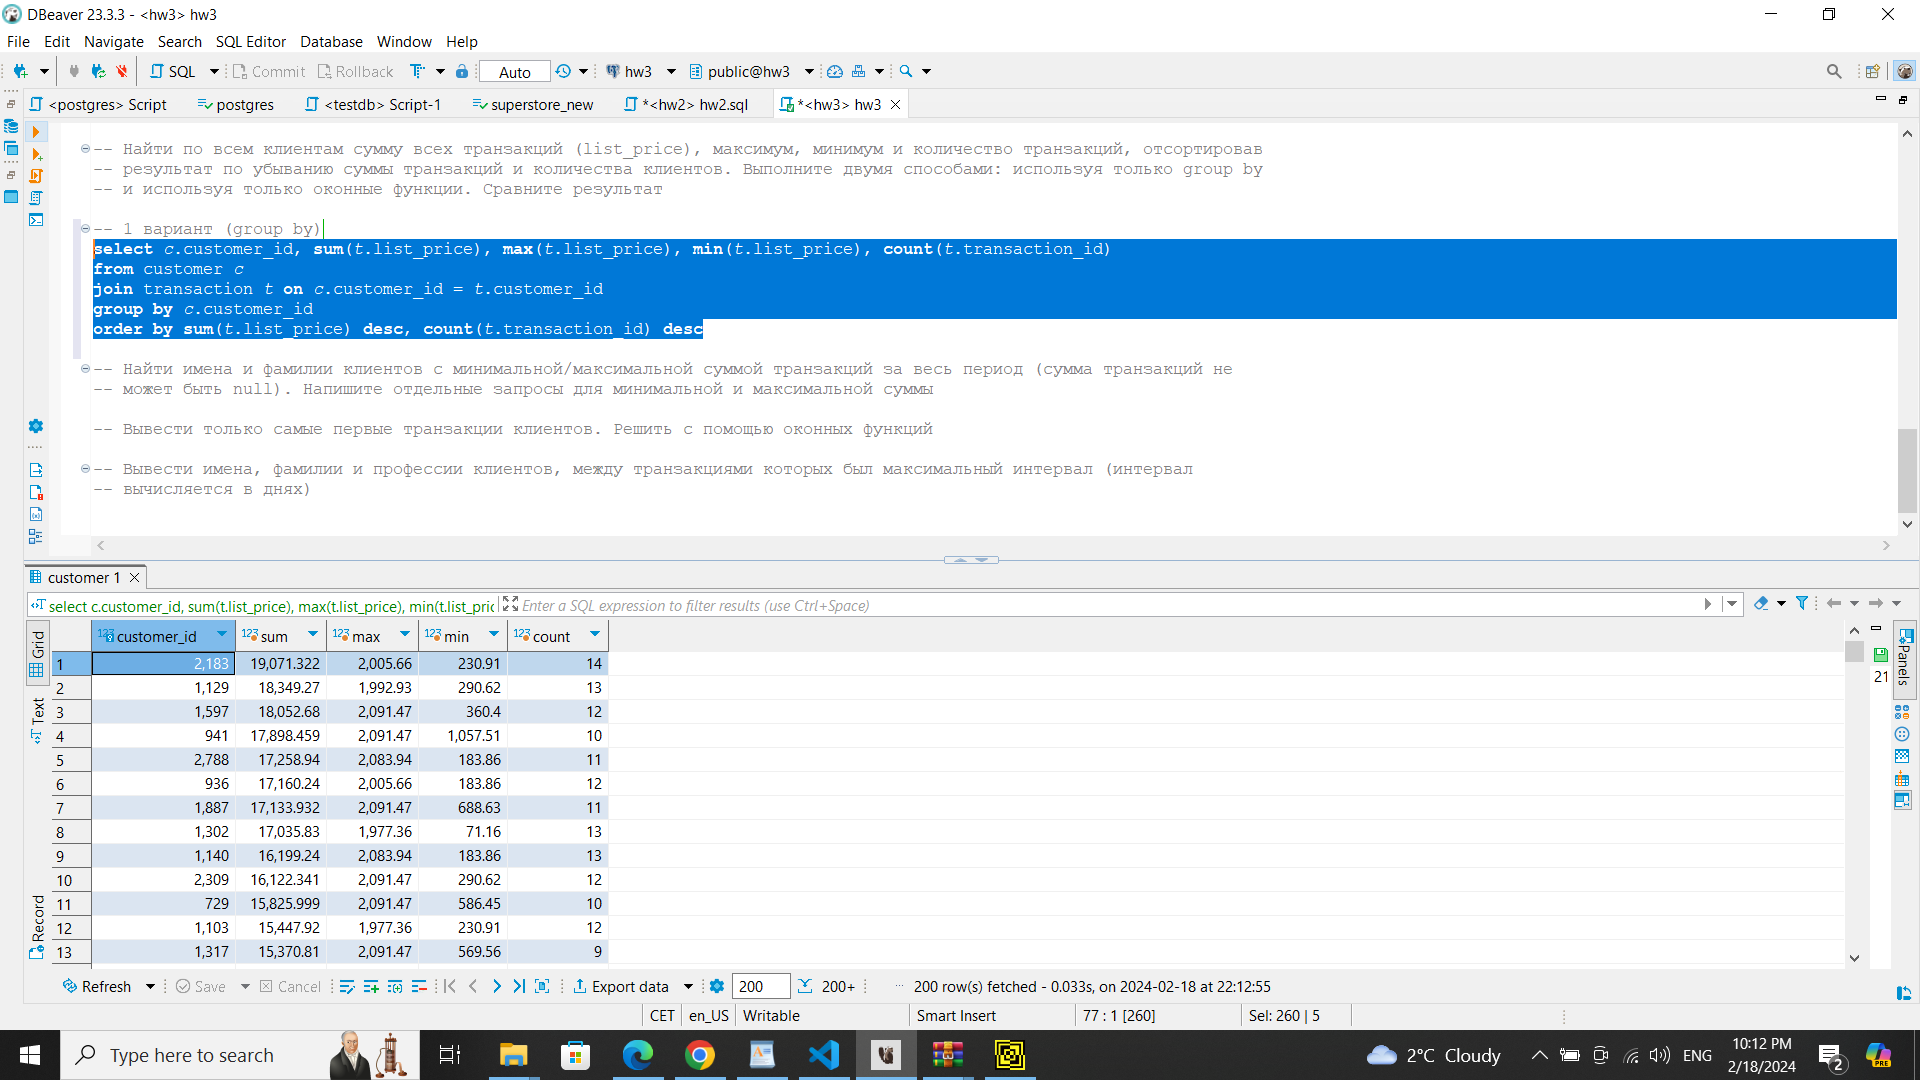 DBeaver 23.3.3 - <hw3> hw3
File Edit Navigate Search SQL Editor Database Window Help
SQL Commit Rollback Auto hw3 public@hw3
<postgres> Script postgres <testdb> Script-1 superstore_new *<hw2> hw2.sql *<hw3> hw3
-- Найти по всем клиентам сумму всех транзакций (list_price), максимум, минимум и количество транзакций, отсортировав
-- результат по убыванию суммы транзакций и количества клиентов. Выполните двумя способами: используя только group by
-- и используя только оконные функции. Сравните результат
-- 1 вариант (group by)
select c.customer_id, sum(t.list_price), max(t.list_price), min(t.list_price), count(t.transaction_id)
from customer c
join transaction t on c.customer_id = t.customer_id
group by c.customer_id
order by sum(t.list_price) desc, count(t.transaction_id) desc
-- Найти имена и фамилии клиентов с минимальной/максимальной суммой транзакций за весь период (сумма транзакций не
-- может быть null). Напишите отдельные запросы для минимальной и максимальной суммы
-- Вывести только самые первые транзакции клиентов. Решить с помощью оконных функций
-- Вывести имена, фамилии и профессии клиентов, между транзакциями которых был максимальный интервал (интервал
-- вычисляется в днях)
customer 1
select c.customer_id, sum(t.list_price), max(t.list_price), min(t.list_pric Enter a SQL expression to filter results (use Ctrl+Space)
Grid
Text
Record
customer_id sum max min count
1 2,183 19,071.322 2,005.66 230.91 14
2 1,129 18,349.27 1,992.93 290.62 13
3 1,597 18,052.68 2,091.47 360.4 12
4 941 17,898.459 2,091.47 1,057.51 10
5 2,788 17,258.94 2,083.94 183.86 11
6 936 17,160.24 2,005.66 183.86 12
7 1,887 17,133.932 2,091.47 688.63 11
8 1,302 17,035.83 1,977.36 71.16 13
9 1,140 16,199.24 2,083.94 183.86 13
10 2,309 16,122.341 2,091.47 290.62 12
11 729 15,825.999 2,091.47 586.45 10
12 1,103 15,447.92 1,977.36 230.91 12
13 1,317 15,370.81 2,091.47 569.56 9
21
Panels
Refresh Save Cancel Export data 200 200+ 200 row(s) fetched - 0.033s, on 2024-02-18 at 22:12:55
CET en_US Writable Smart Insert 77 : 1 [260] Sel: 260 | 5
Type here to search 2°C Cloudy ENG 10:12 PM 2
2/18/2024
PRE